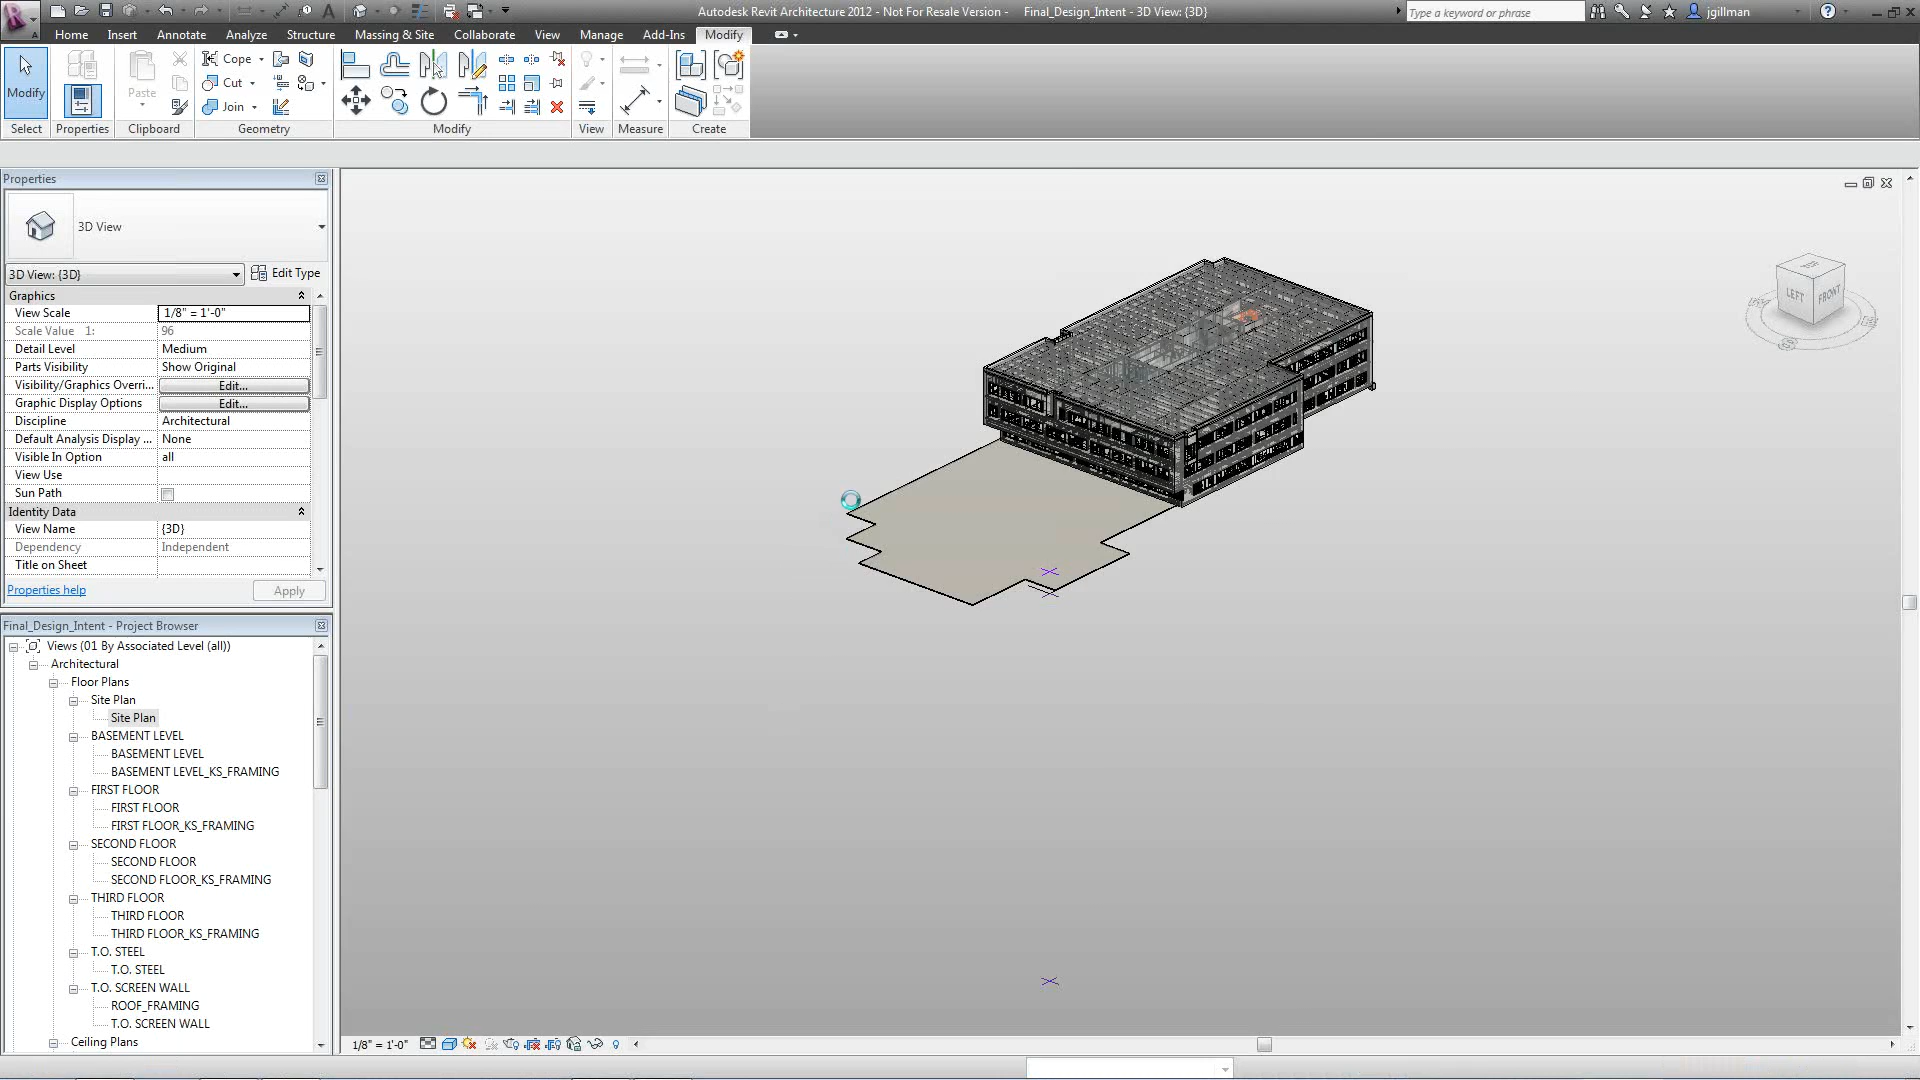 Autodesk Revit Architecture 2012 - Not For Resale Version - Final_Design_Intent - 3D View: {3D}
Type a keyword or phrase
jgillman
Home Insert Annotate Analyze Structure Massing & Site Collaborate View Manage Add-Ins Modify
Modify
Paste
Cope
Cut
Join
Select Properties Clipboard Geometry Modify View Measure Create
Properties
3D View
3D View: {3D}
Edit Type
Graphics
View Scale 1/8" = 1'-0"
Scale Value 1: 96
Detail Level Medium
Parts Visibility Show Original
Visibility/Graphics Overri... Edit...
Graphic Display Options Edit...
Discipline Architectural
Default Analysis Display ... None
Visible In Option all
View Use
Sun Path
Identity Data
View Name {3D}
Dependency Independent
Title on Sheet
Properties help
Apply
Final_Design_Intent - Project Browser
Views (01 By Associated Level (all))
Architectural
Floor Plans
Site Plan
Site Plan
BASEMENT LEVEL
BASEMENT LEVEL
BASEMENT LEVEL_KS_FRAMING
FIRST FLOOR
FIRST FLOOR
FIRST FLOOR_KS_FRAMING
SECOND FLOOR
SECOND FLOOR
SECOND FLOOR_KS_FRAMING
THIRD FLOOR
THIRD FLOOR
THIRD FLOOR_KS_FRAMING
T.O. STEEL
T.O. STEEL
T.O. SCREEN WALL
ROOF_FRAMING
T.O. SCREEN WALL
Ceiling Plans
TOP
LEFT
FRONT
1/8" = 1'-0"